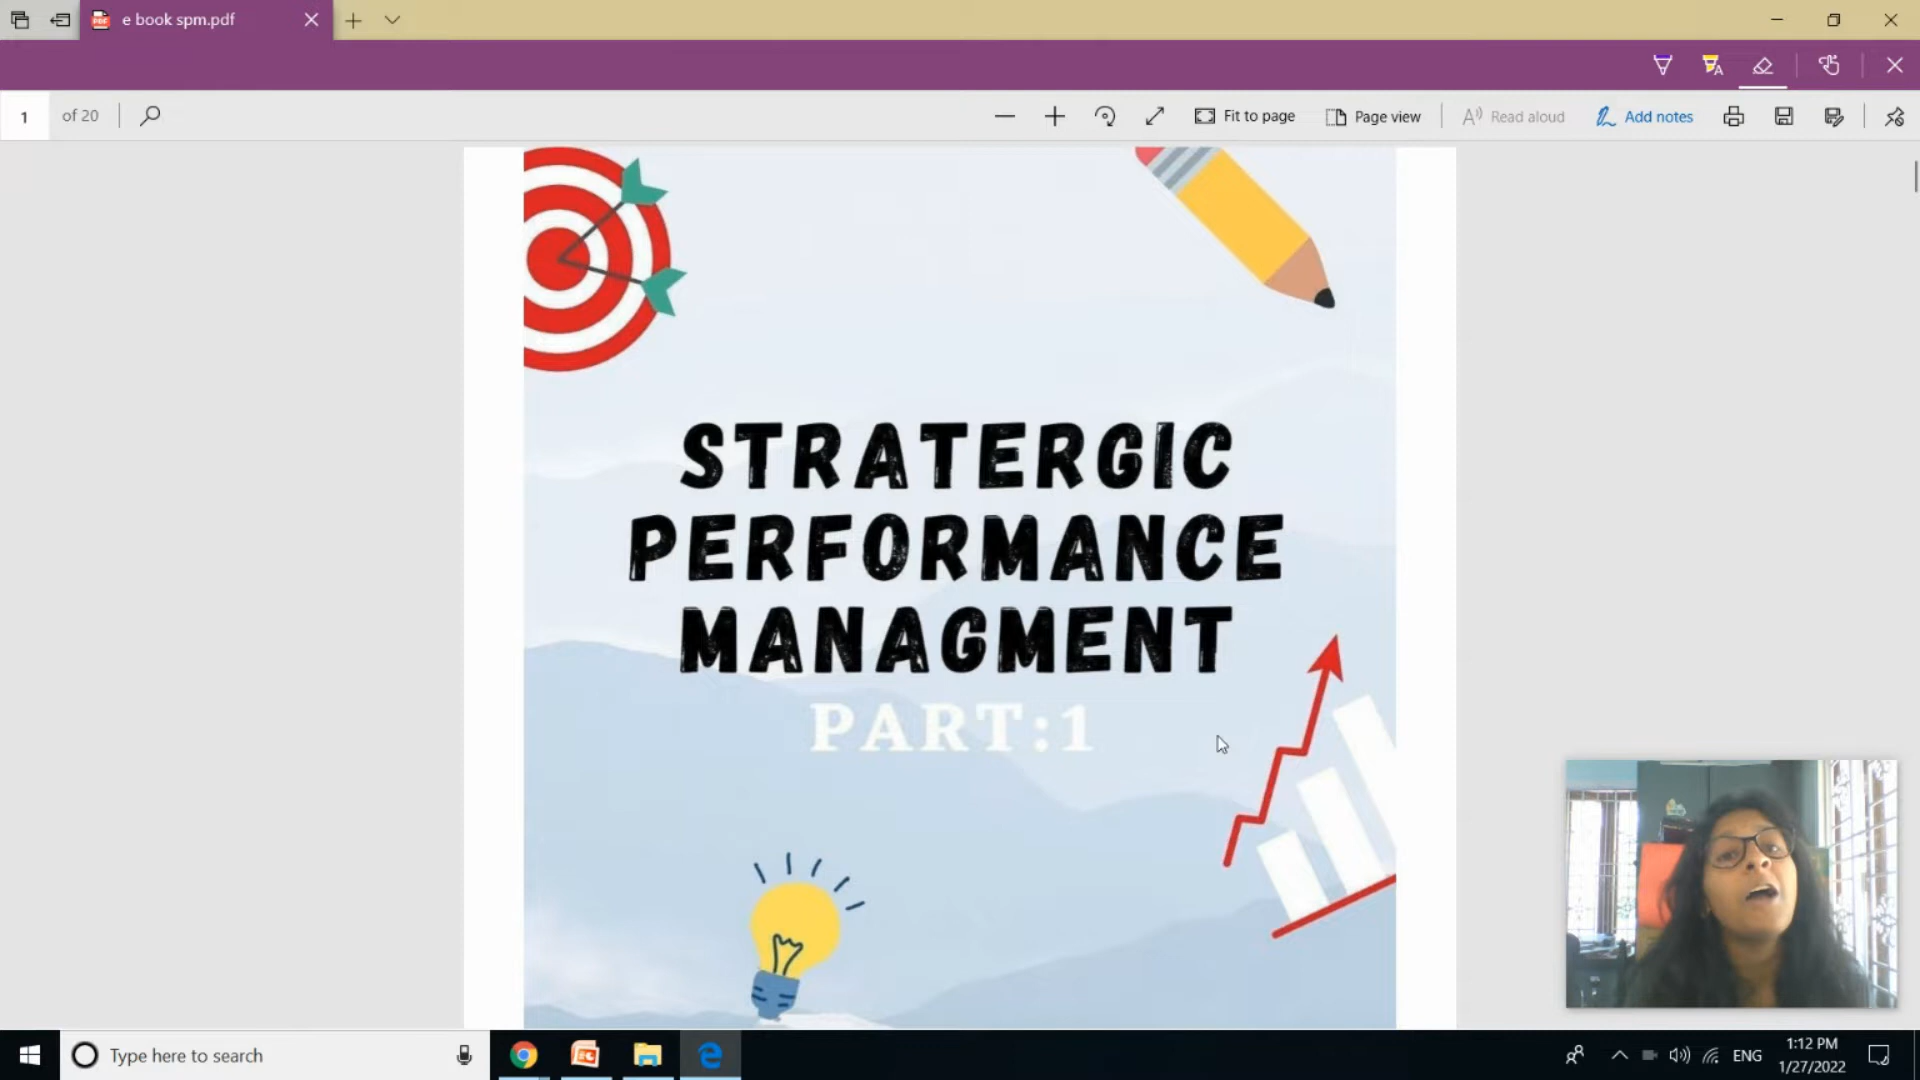 e book spm.pdf
1 of 20
Fit to page
Page view
Read aloud
Add notes
STRATERGIC
PERFORMANCE
MANAGMENT
PART:1
Type here to search
ENG
1:12 PM
1/27/2022